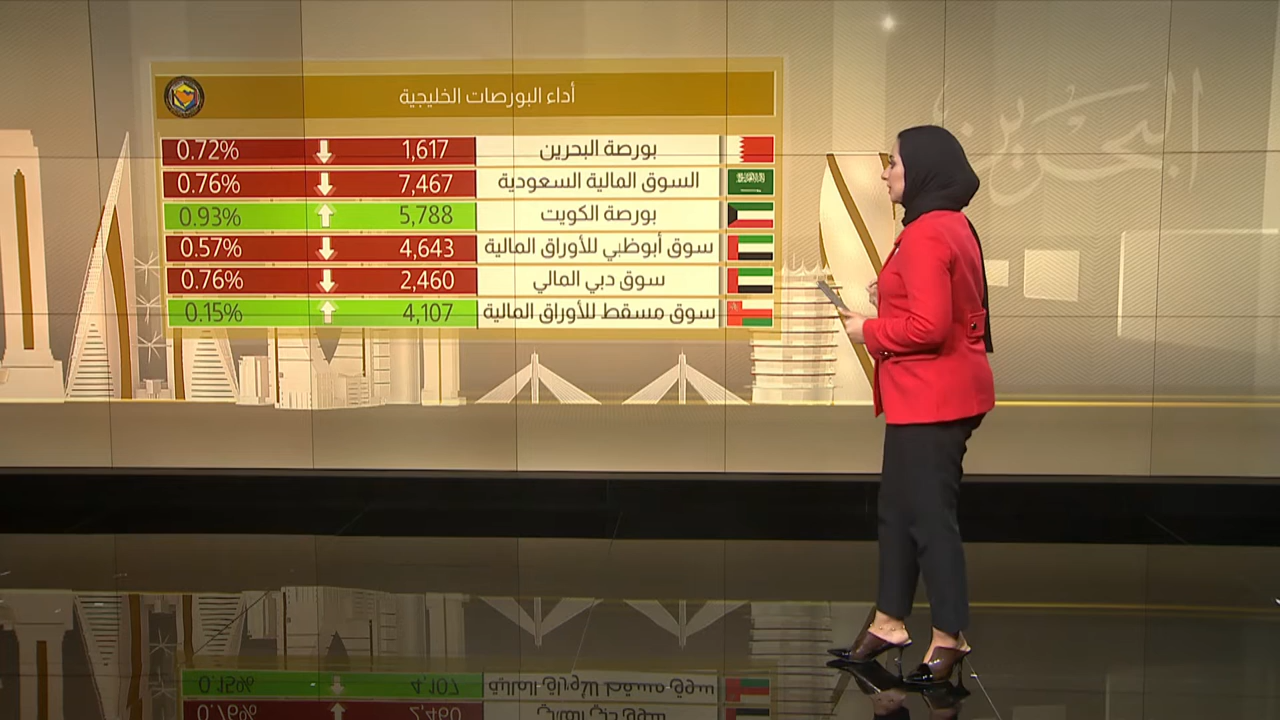 أداء البورصات الخليجية
بورصة البحرين 1,617 0.72%
السوق المالية السعودية 7,467 0.76%
بورصة الكويت 5,788 0.93%
سوق أبوظبي للأوراق المالية 4,643 0.57%
سوق دبي المالي 2,460 0.76%
سوق مسقط للأوراق المالية 4,107 0.15%
البحرين